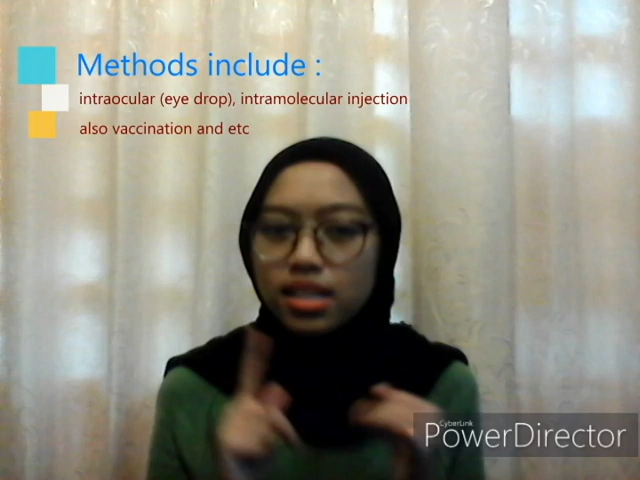 Methods include :
intraocular (eye drop), intramolecular injection
also vaccination and etc
CyberLink
PowerDirector